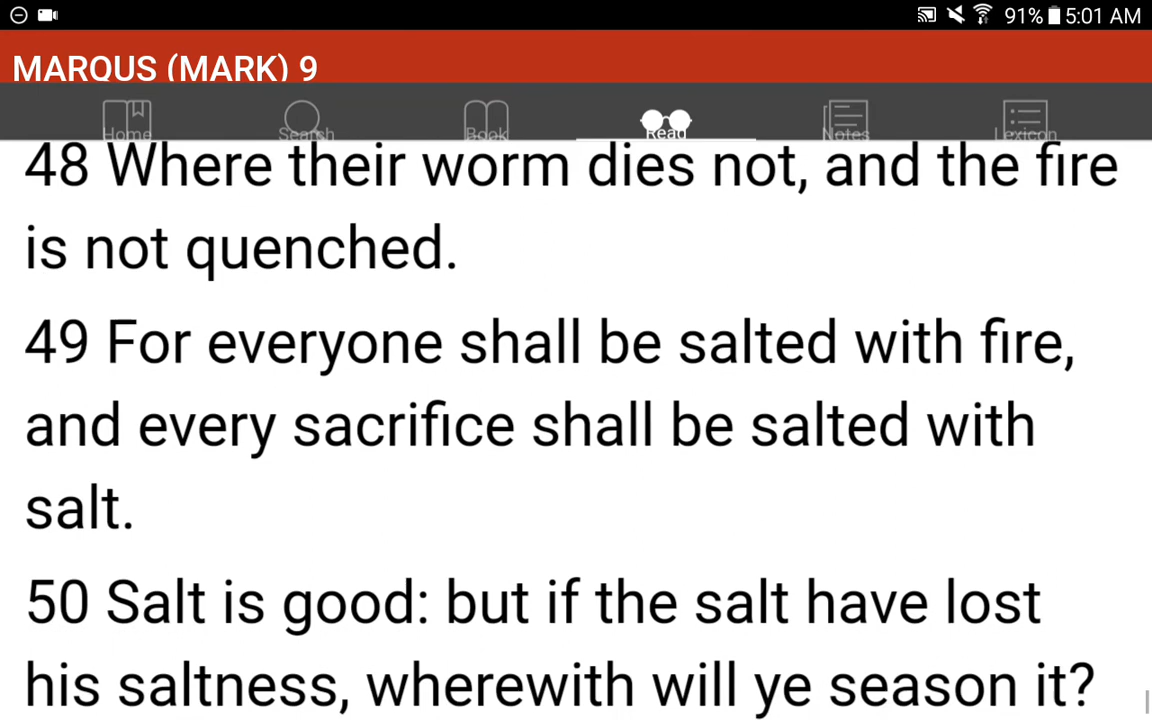 91% 5:01 AM
MARQUS (MARK) 9
Home Search Book Read Notes Lexicon
48 Where their worm dies not, and the fire
is not quenched.
49 For everyone shall be salted with fire,
and every sacrifice shall be salted with
salt.
50 Salt is good: but if the salt have lost
his saltness, wherewith will ye season it?